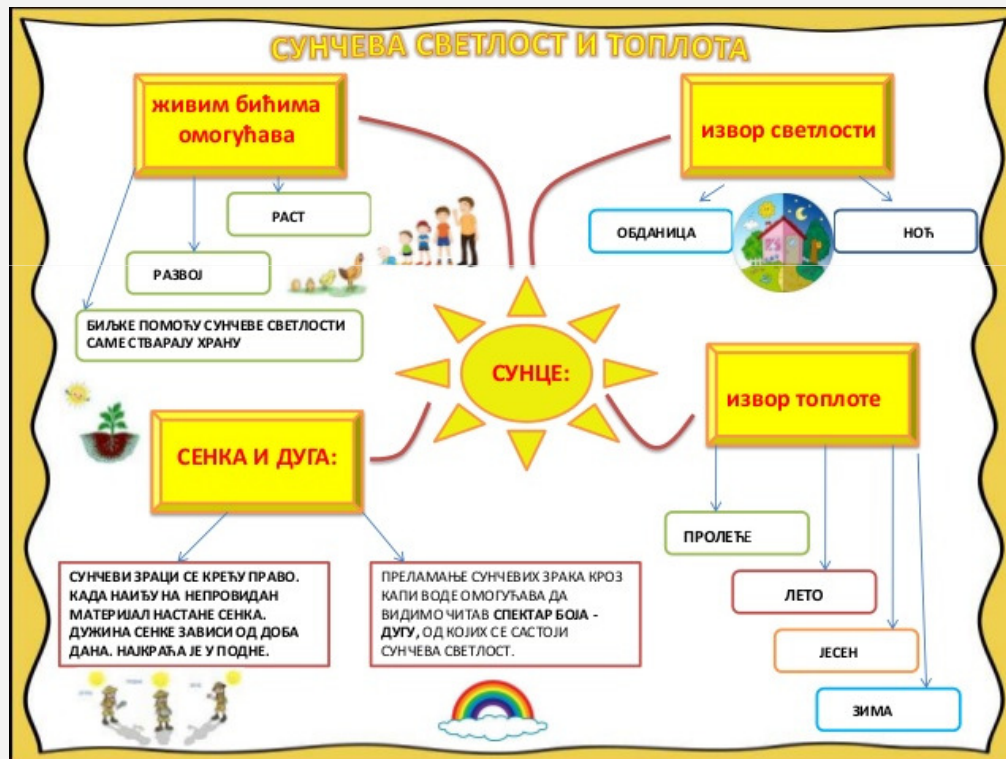 СУНЧЕВА СВЕТЛОСТ И ТОПЛОТА
живим бићима
омогућава
РАСТ
РАЗВОЈ
БИЉКЕ ПОМОЋУ СУНЧЕВЕ СВЕТЛОСТИ
САМЕ СТВАРАЈУ ХРАНУ
извор светлости
ОБДАНИЦА
НОЋ
СУНЦЕ:
извор топлоте
ПРОЛЕЋЕ
ЛЕТО
ЈЕСЕН
ЗИМА
СЕНКА И ДУГА:
СУНЧЕВИ ЗРАЦИ СЕ КРЕЋУ ПРАВО.
КАДА НАИЂУ НА НЕПРОВИДАН
МАТЕРИЈАЛ НАСТАНЕ СЕНКА.
ДУЖИНА СЕНКЕ ЗАВИСИ ОД ДОБА
ДАНА. НАЈКРАЋА ЈЕ У ПОДНЕ.
ПРЕЛАМАЊЕ СУНЧЕВИХ ЗРАКА КРОЗ
КАПИ ВОДЕ ОМОГУЋАВА ДА
ВИДИМО ЧИТАВ СПЕКТАР БОЈА -
ДУГУ, ОД КОЈИХ СЕ САСТОЈИ
СУНЧЕВА СВЕТЛОСТ.